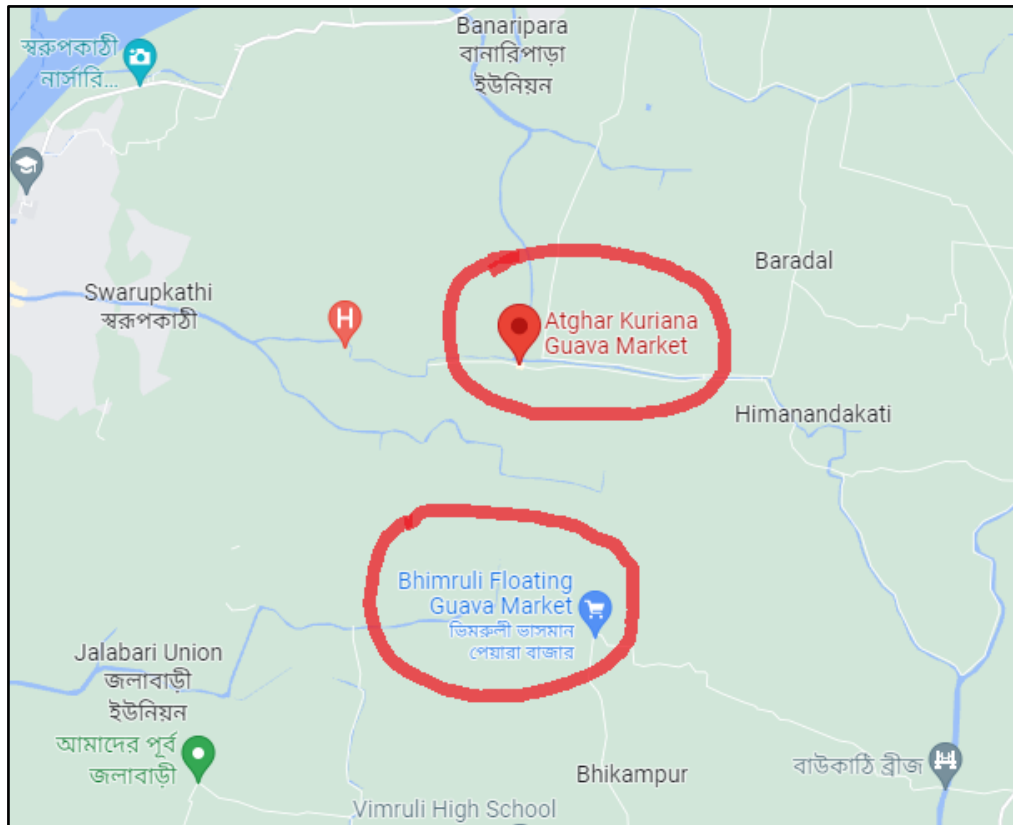 Banaripara
বানারিপাড়া
ইউনিয়ন
স্বরুপকাঠী
নার্সারি...
Baradal
Swarupkathi
স্বরূপকাঠী
H
Atghar Kuriana
Guava Market
Himanandakati
Bhimruli Floating
Guava Market
ভিমরুলী ভাসমান
পেয়ারা বাজার
Jalabari Union
জলাবাড়ী
ইউনিয়ন
আমাদের পূর্ব
জলাবাড়ী
Bhikampur
বাউকাঠি ব্রীজ
Vimruli High School